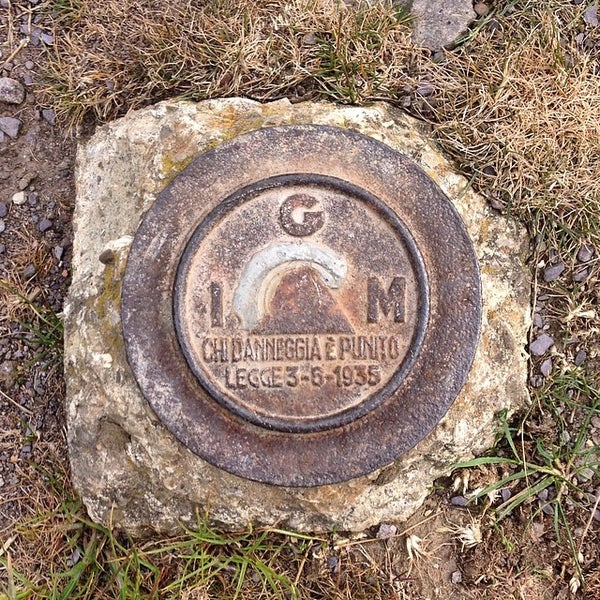 G
I M
CHI DANNEGGIA È PUNITO
LEGGE 3-6-1935